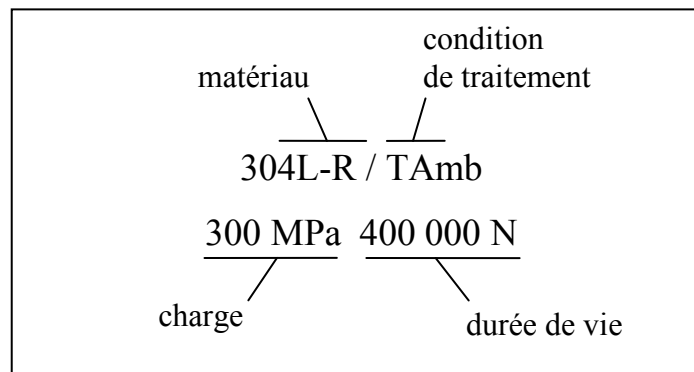 condition
de traitement
matériau
304L-R / TAmb
300 MPa 400 000 N
charge
durée de vie